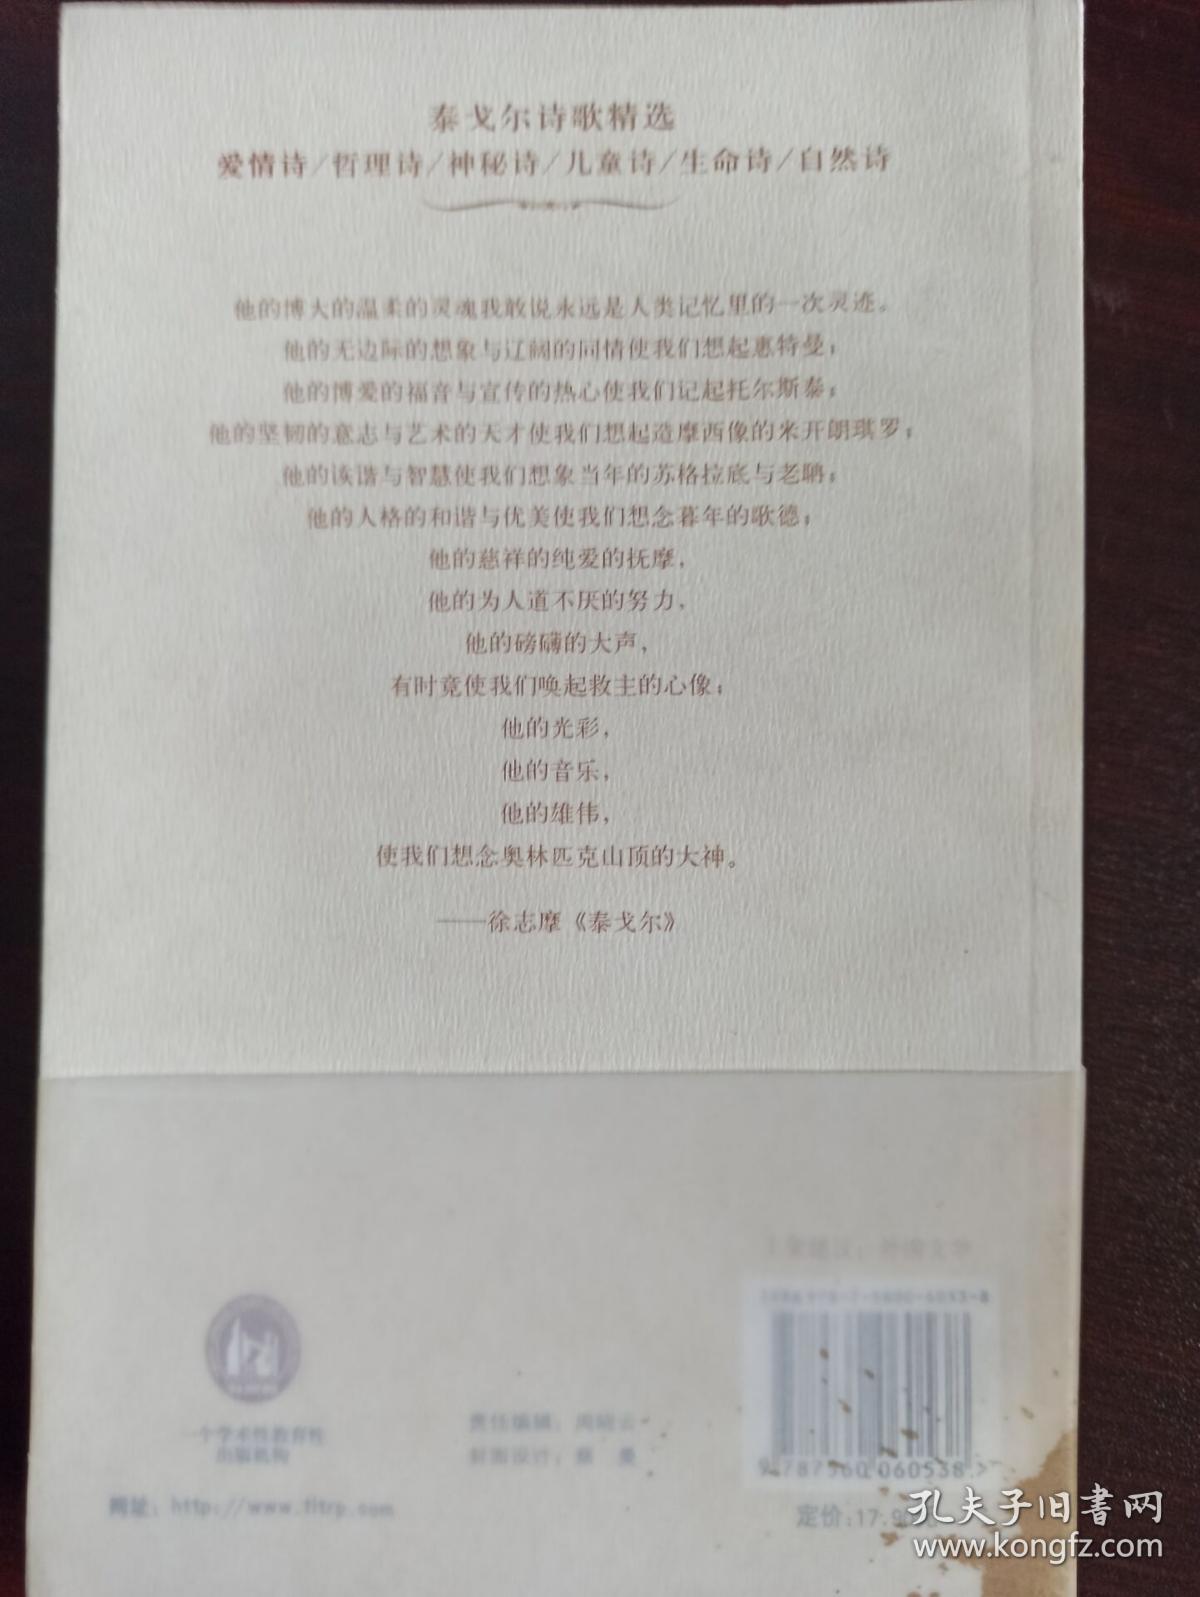 泰戈尔诗歌精选
爱情诗/哲理诗/神秘诗/儿童诗/生命诗/自然诗
他的博大的温柔的灵魂我敢说永远是人类记忆里的一次灵迹。
他的无边际的想象与辽阔的同情使我们想起惠特曼；
他的博爱的福音与宣传的热心使我们记起托尔斯泰；
他的坚韧的意志与艺术的天才使我们想起造摩西像的米开朗琪罗；
他的诙谐与智慧使我们想象当年的苏格拉底与老聃；
他的人格的和谐与优美使我们想念暮年的歌德；
他的慈祥的纯爱的抚摩，
他的为人道不厌的努力，
他的磅礴的大声，
有时竟使我们唤起救主的心像；
他的光彩，
他的音乐，
他的雄伟，
使我们想念奥林匹克山顶的大神。
——徐志摩《泰戈尔》
上架建议：外国文学
一个学术性教育性
出版机构
责任编辑：周
封面设计：蔡 曼
网址：http://www.fltrp.com
9 787560 060538 >
定价:17.9
孔夫子旧书网
www.kongfz.com